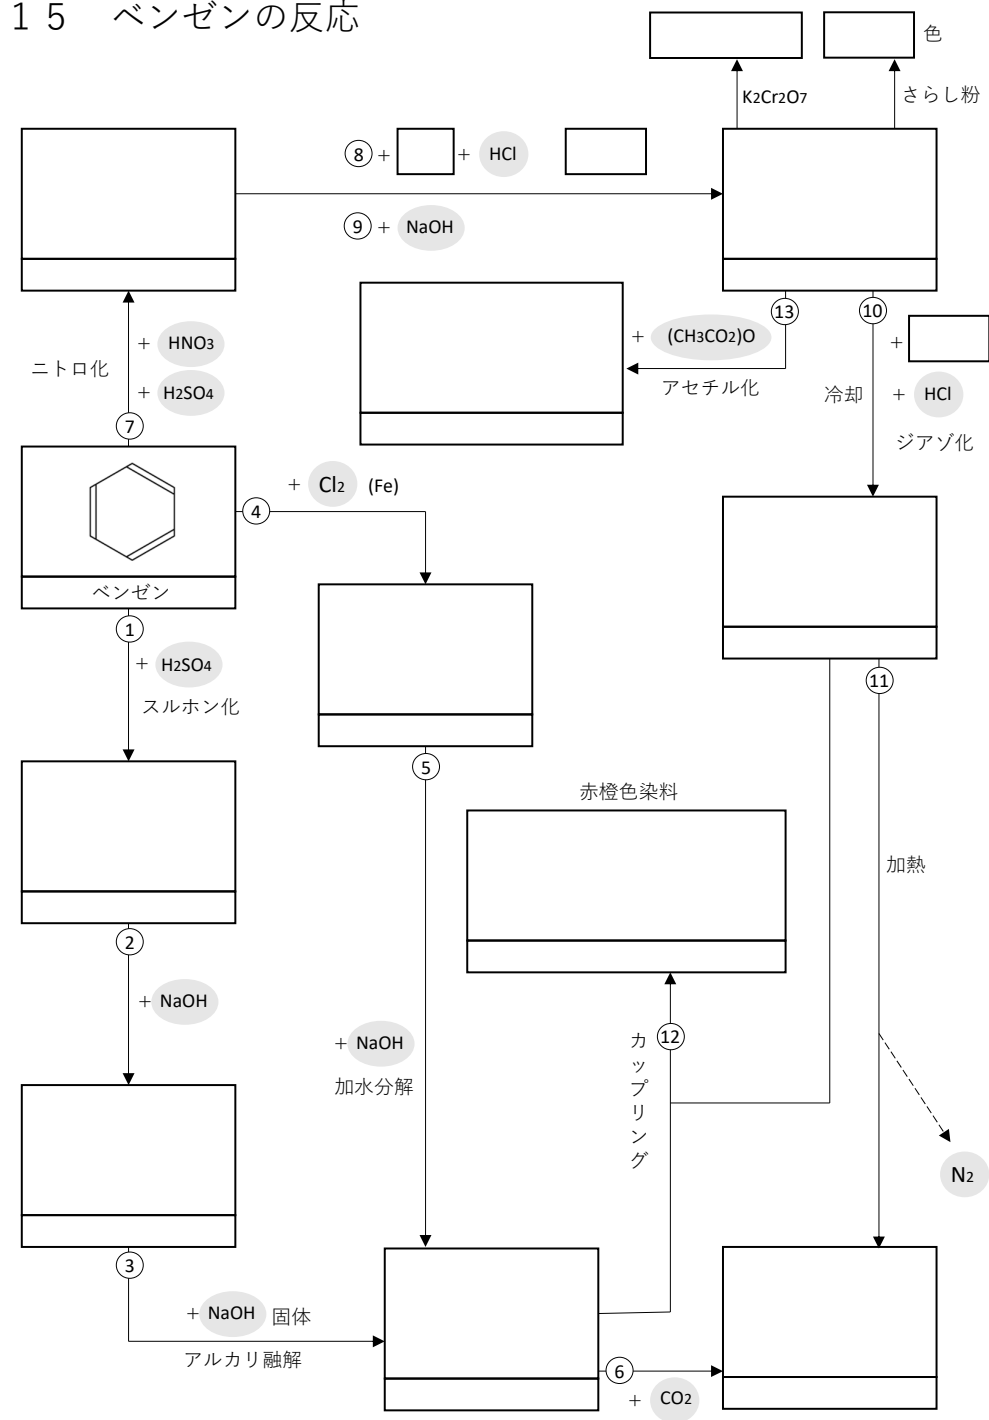 15 ベンゼンの反応
色
K2Cr2O7
さらし粉
⑧ + + HCl
⑨ + NaOH
+ HNO3
ニトロ化
+ H2SO4
⑦
⑬
⑩
+ (CH3CO2)O
アセチル化
+
冷却 + HCl
ジアゾ化
④ + Cl2 (Fe)
ベンゼン
①
+ H2SO4
スルホン化
⑪
⑤
赤橙色染料
加熱
②
+ NaOH
+ NaOH
加水分解
⑫
カップリング
N2
③
+ NaOH 固体
アルカリ融解
⑥
+ CO2